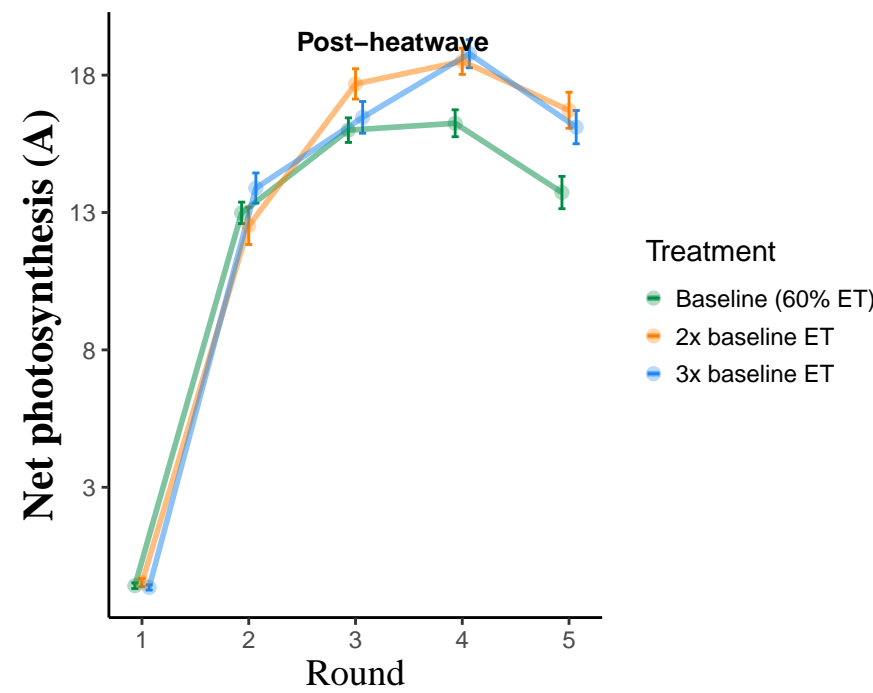 Post−heatwave
18
13
8
3
Net photosynthesis (A)
1 2 3 4 5
Round
Treatment
Baseline (60% ET)
2x baseline ET
3x baseline ET